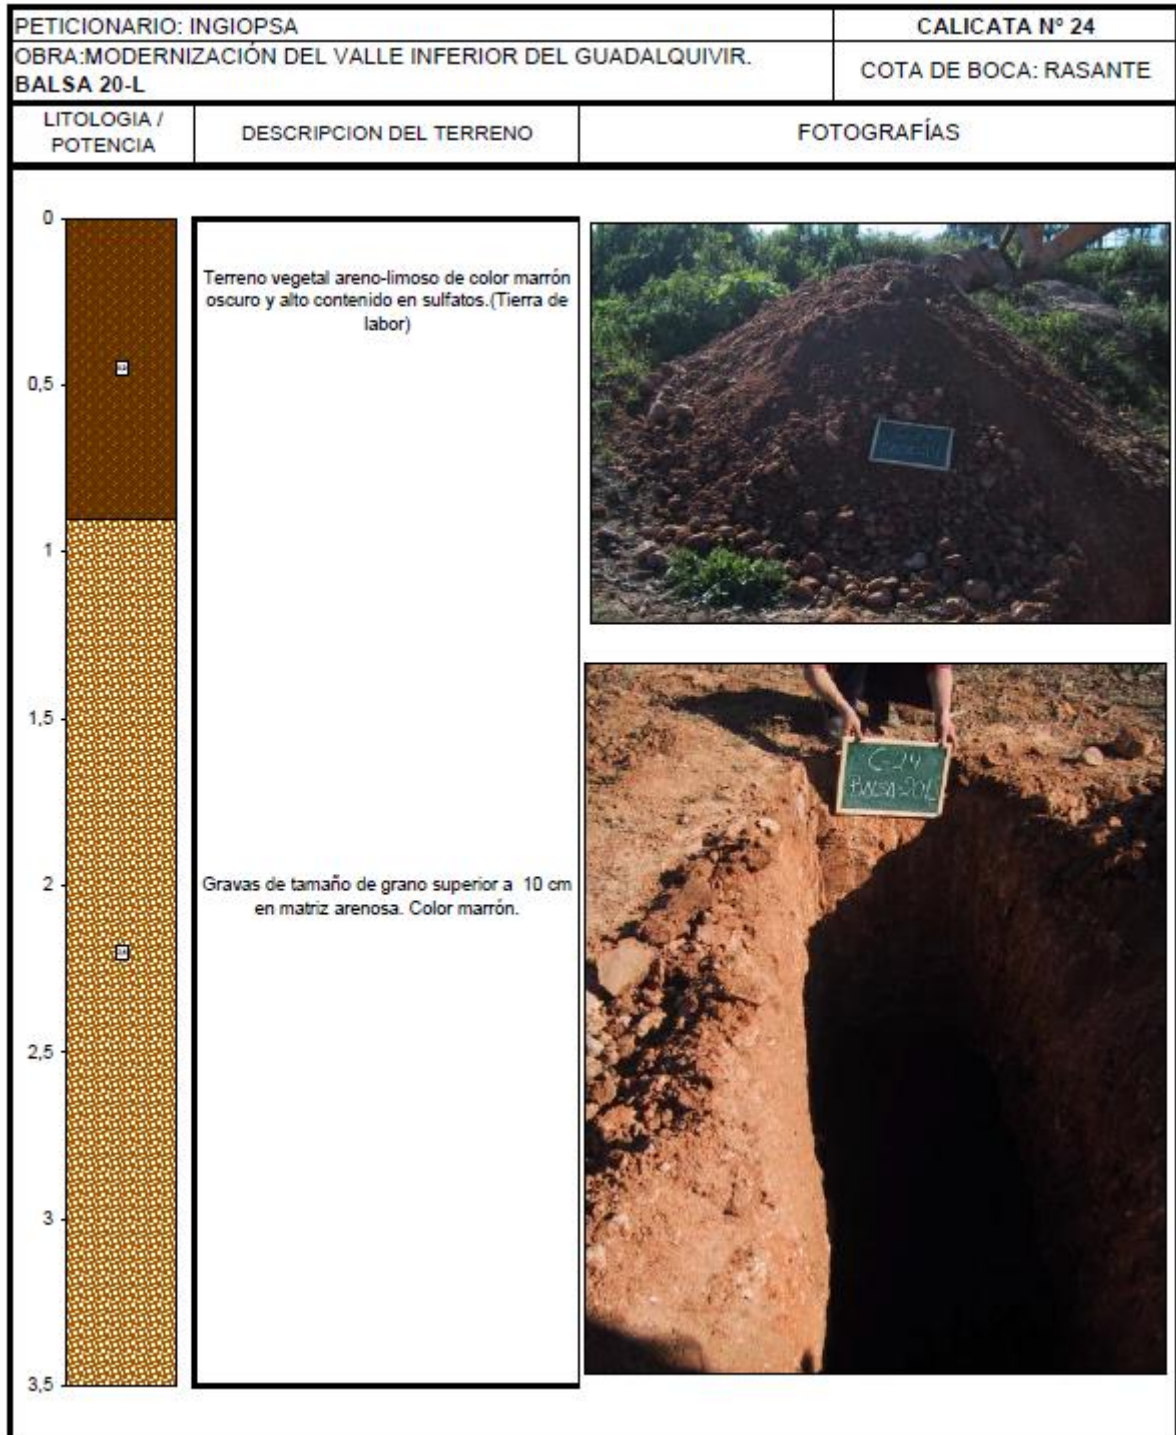 PETICIONARIO: INGIOPSA
CALICATA Nº 24
OBRA:MODERNIZACIÓN DEL VALLE INFERIOR DEL GUADALQUIVIR.
BALSA 20-L
COTA DE BOCA: RASANTE
LITOLOGIA /
POTENCIA
DESCRIPCION DEL TERRENO
FOTOGRAFÍAS
0
Terreno vegetal areno-limoso de color marrón
oscuro y alto contenido en sulfatos.(Tierra de
labor)
0,5
1
1,5
C-24
BALSA-20L
2
Gravas de tamaño de grano superior a  10 cm
en matriz arenosa. Color marrón.
2,5
3
3,5